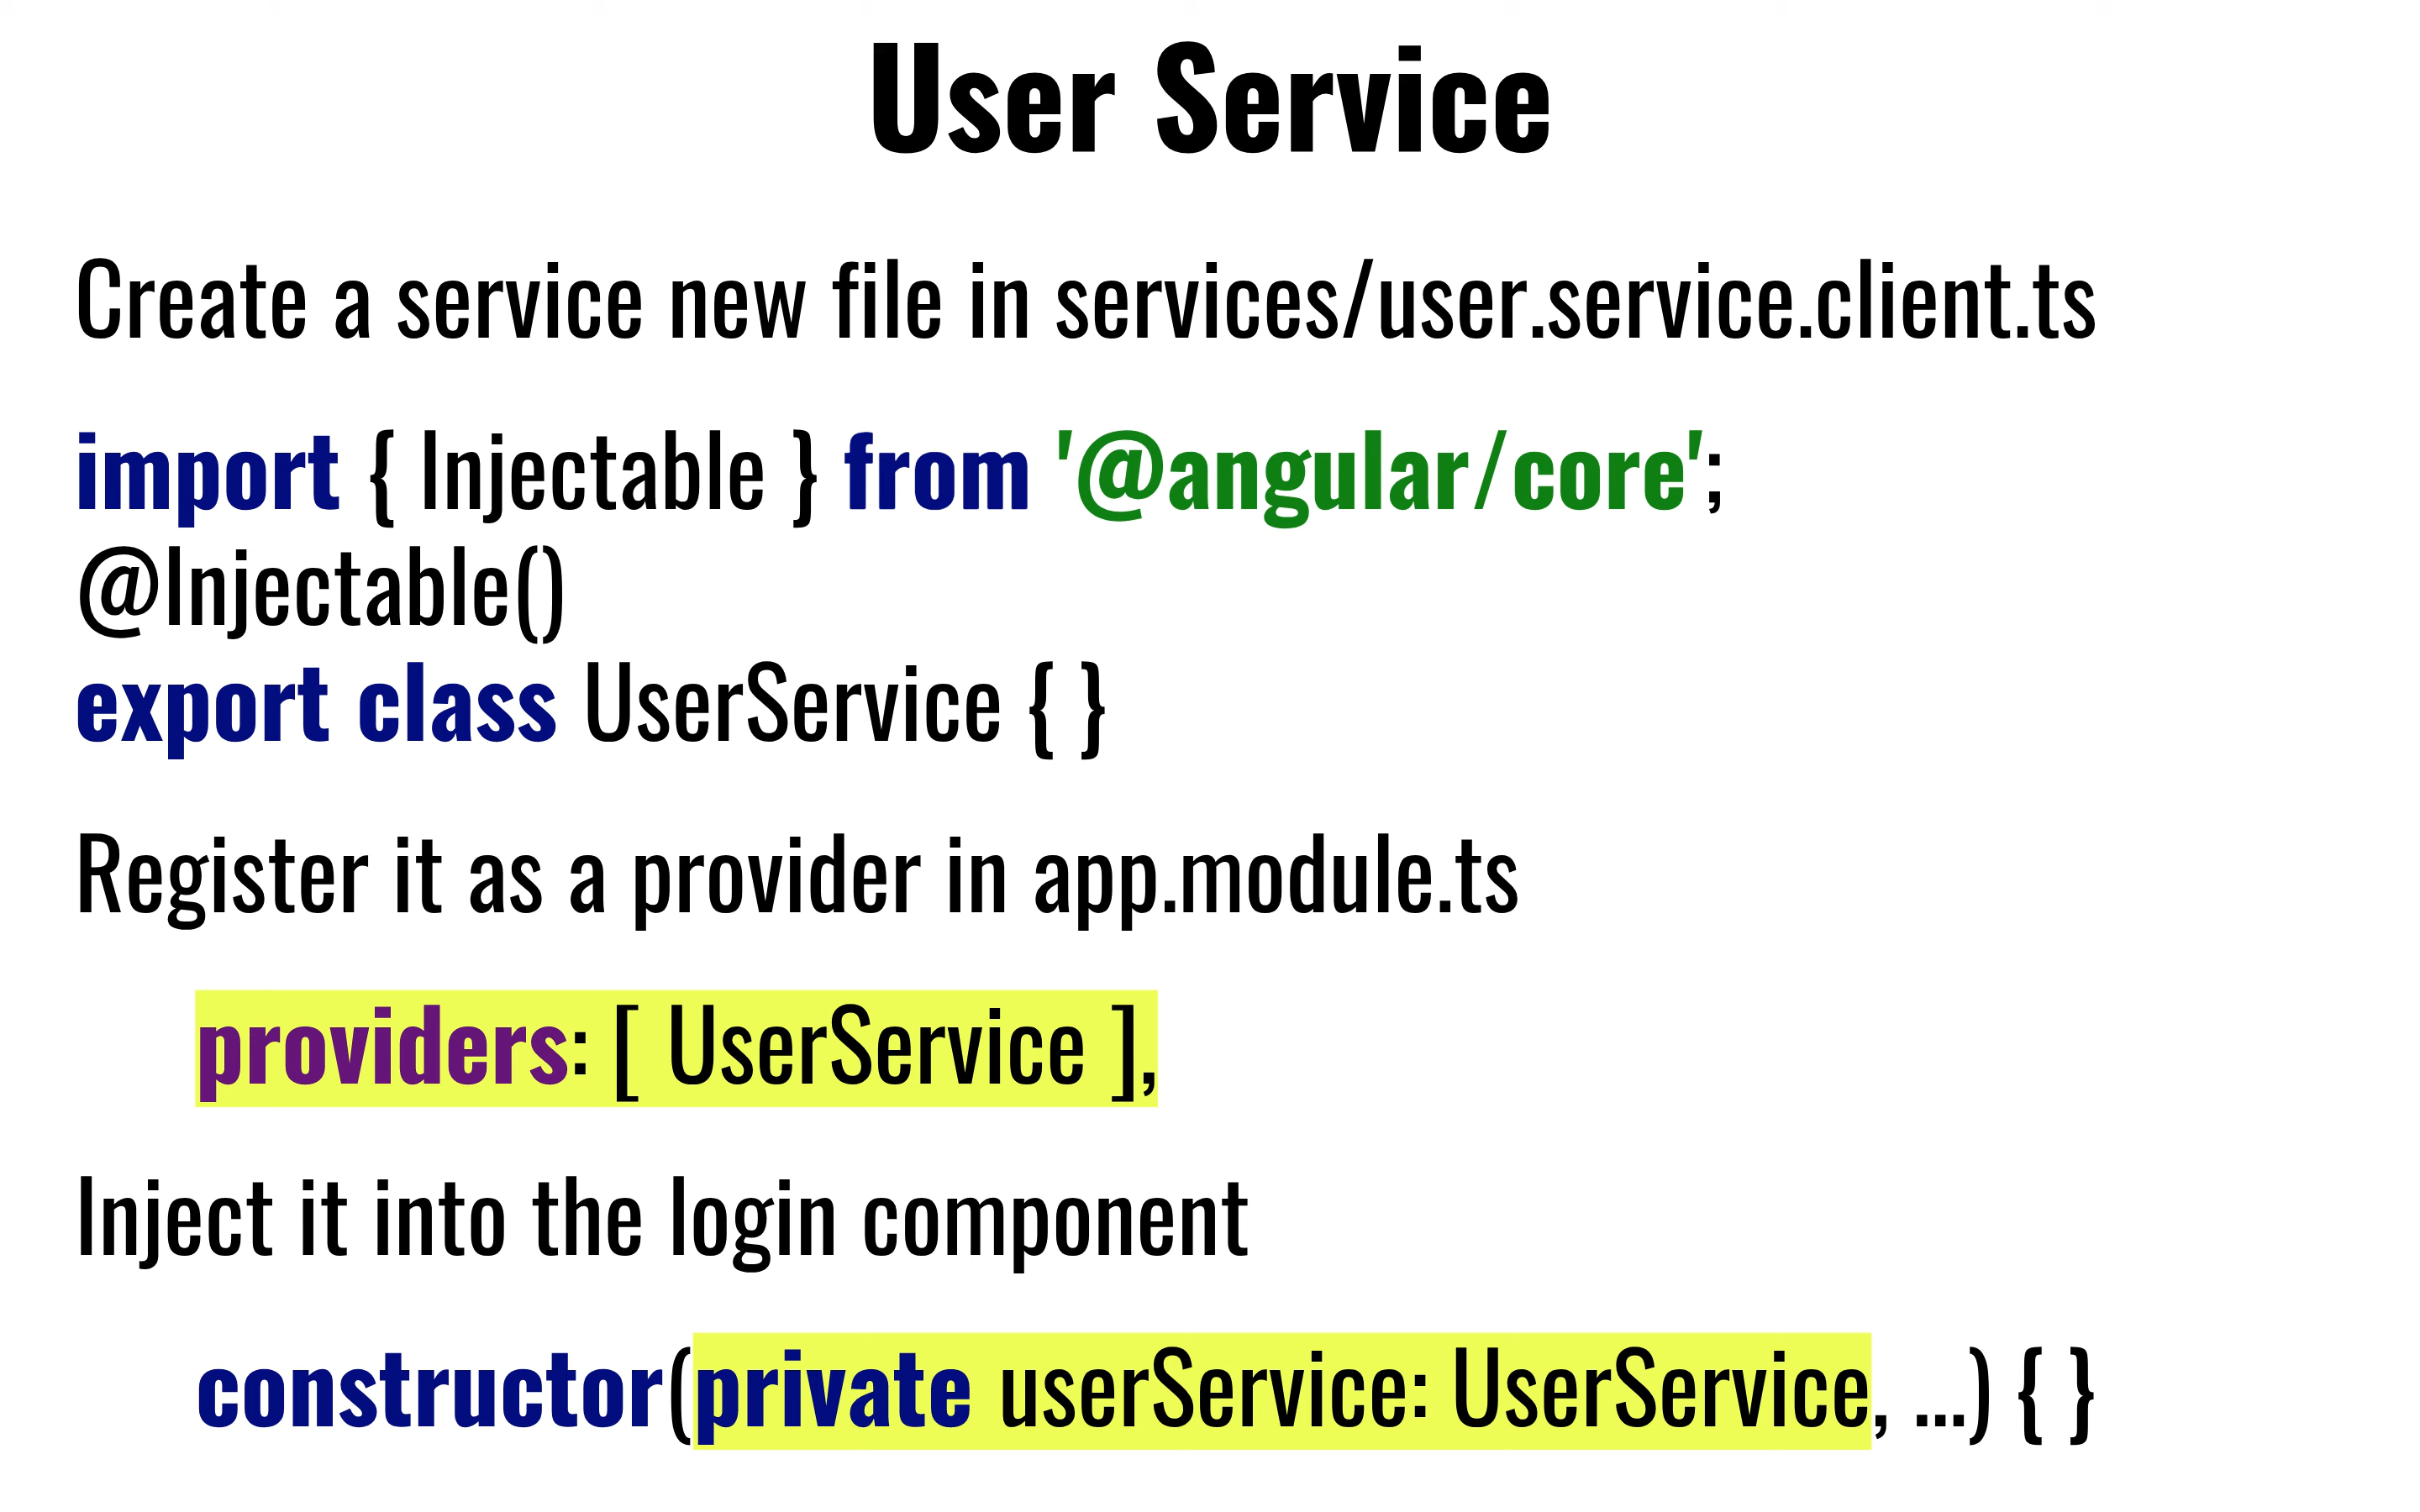 User Service
Create a service new file in services/user.service.client.ts
import { Injectable } from '@angular/core';
@Injectable()
export class UserService { }
Register it as a provider in app.module.ts
providers: [ UserService ],
Inject it into the login component
constructor(private userService: UserService, ...) { }